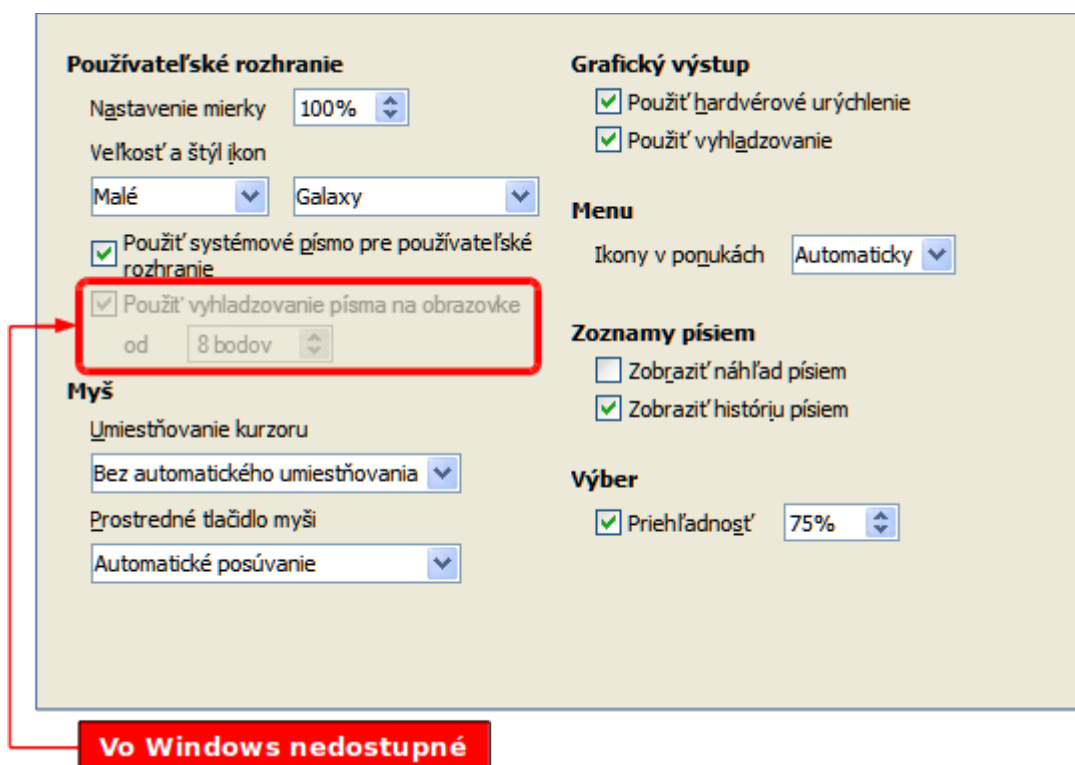 Používateľské rozhranie
Nastavenie mierky 100%
Veľkosť a štýl ikon
Malé Galaxy
Použiť systémové písmo pre používateľské
rozhranie
Použiť vyhladzovanie písma na obrazovke
od 8 bodov
Myš
Umiestňovanie kurzoru
Bez automatického umiestňovania
Prostredné tlačidlo myši
Automatické posúvanie
Grafický výstup
Použiť hardvérové urýchlenie
Použiť vyhladzovanie
Menu
Ikony v ponukách Automaticky
Zoznamy písiem
Zobraziť náhľad písiem
Zobraziť históriu písiem
Výber
Priehľadnosť 75%
Vo Windows nedostupné